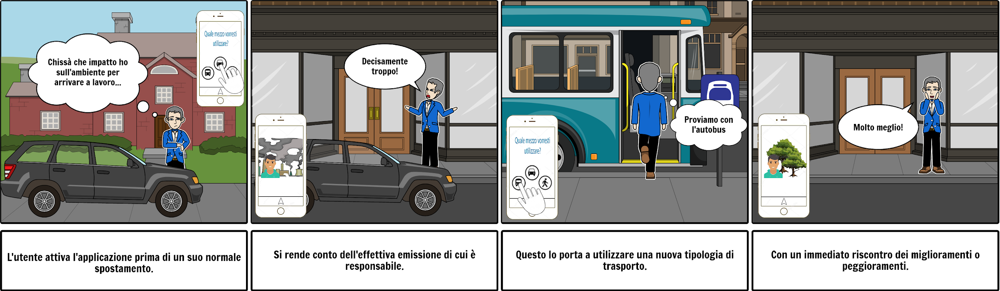 Quale mezzo vorresti
utilizzare?
Chissà che impatto ho
sull'ambiente per
arrivare a lavoro...
L'utente attiva l'applicazione prima di un suo normale
spostamento.
Decisamente
troppo!
Si rende conto dell'effettiva emissione di cui è
responsabile.
Proviamo con
l'autobus
Quale mezzo vorresti
utilizzare?
Questo lo porta a utilizzare una nuova tipologia di
trasporto.
Molto meglio!
Con un immediato riscontro dei miglioramenti o
peggioramenti.